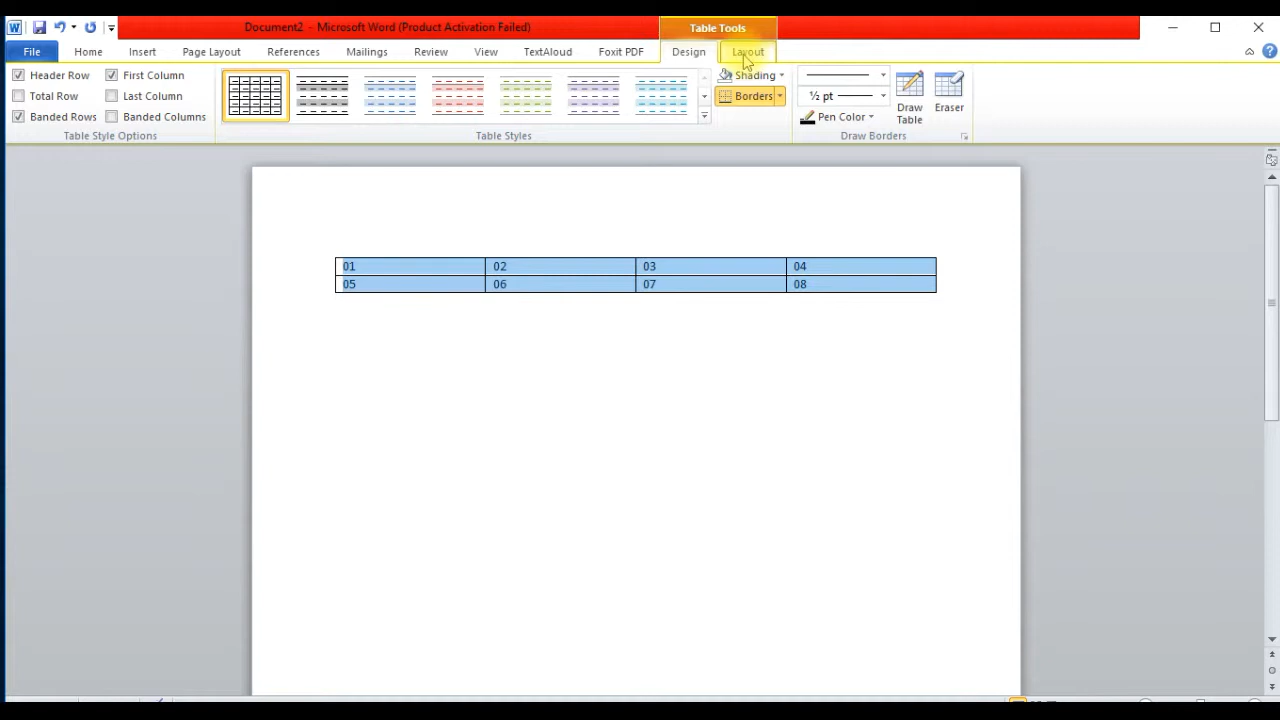 Document2 - Microsoft Word (Product Activation Failed)
Table Tools
File Home Insert Page Layout References Mailings Review View TextAloud Foxit PDF Design Layout
Header Row First Column
Total Row Last Column
Banded Rows Banded Columns
Table Style Options
Table Styles
Shading
Borders
½ pt
Pen Color
Draw Table
Eraser
Draw Borders
01 02 03 04
05 06 07 08